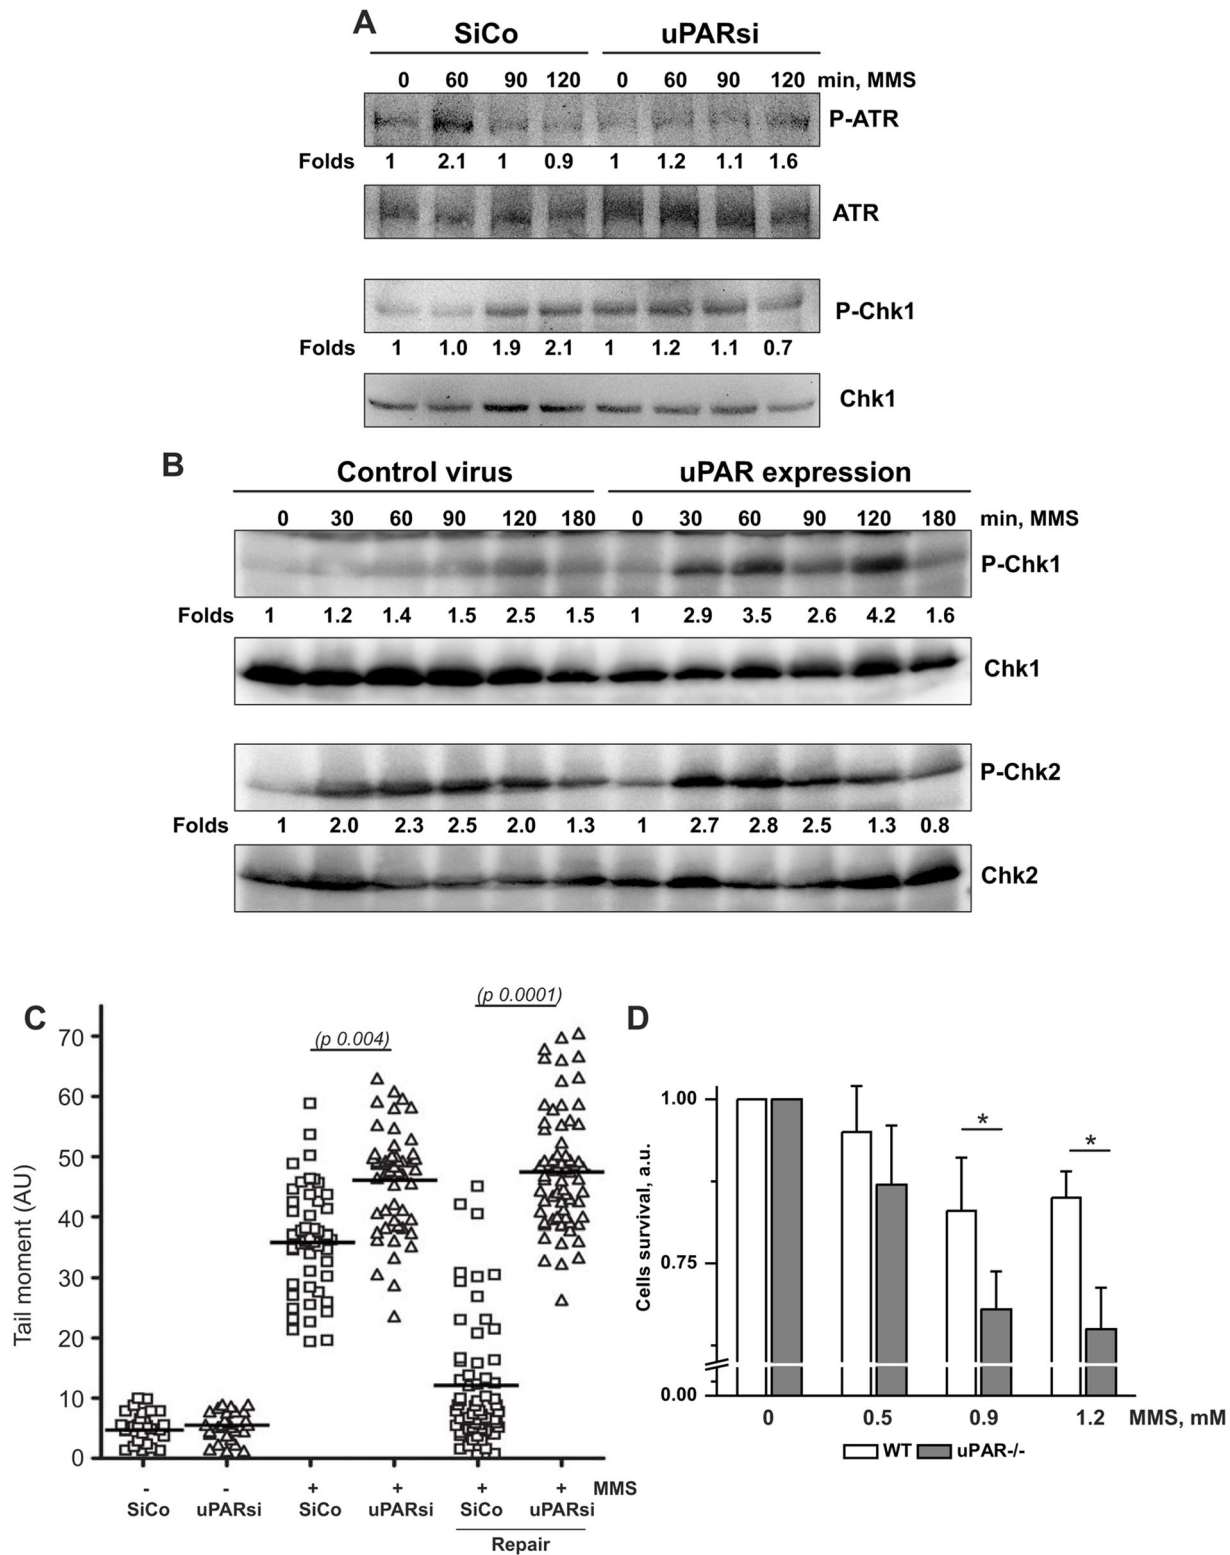 A
SiCo uPARsi
0 60 90 120 0 60 90 120 min, MMS
P-ATR
Folds 1 2.1 1 0.9 1 1.2 1.1 1.6
ATR
P-Chk1
Folds 1 1.0 1.9 2.1 1 1.2 1.1 0.7
Chk1
B
Control virus uPAR expression
0 30 60 90 120 180 0 30 60 90 120 180 min, MMS
P-Chk1
Folds 1 1.2 1.4 1.5 2.5 1.5 1 2.9 3.5 2.6 4.2 1.6
Chk1
P-Chk2
Folds 1 2.0 2.3 2.5 2.0 1.3 1 2.7 2.8 2.5 1.3 0.8
Chk2
C
(p 0.0001)
(p 0.004)
70
60
50
40
30
20
10
0
Tail moment (AU)
- - + + + + MMS
SiCo uPARsi SiCo uPARsi SiCo uPARsi
Repair
D
1.00
0.75
0.00
Cells survival, a.u.
* *
0 0.5 0.9 1.2 MMS, mM
WT uPAR-/-